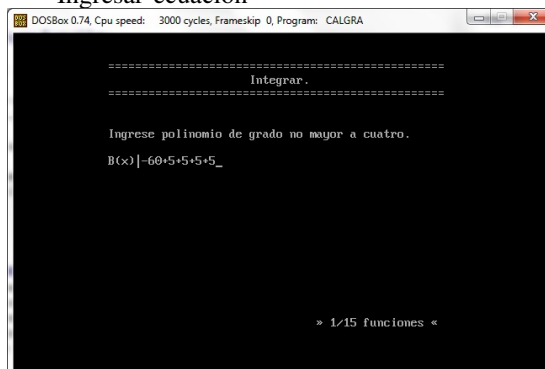 Ingresar ecuación
DOSBox 0.74, Cpu speed: 3000 cycles, Frameskip 0, Program: CALGRA
==================================================
Integrar.
==================================================
Ingrese polinomio de grado no mayor a cuatro.
B(x)|-60+5+5+5+5_
» 1/15 funciones «